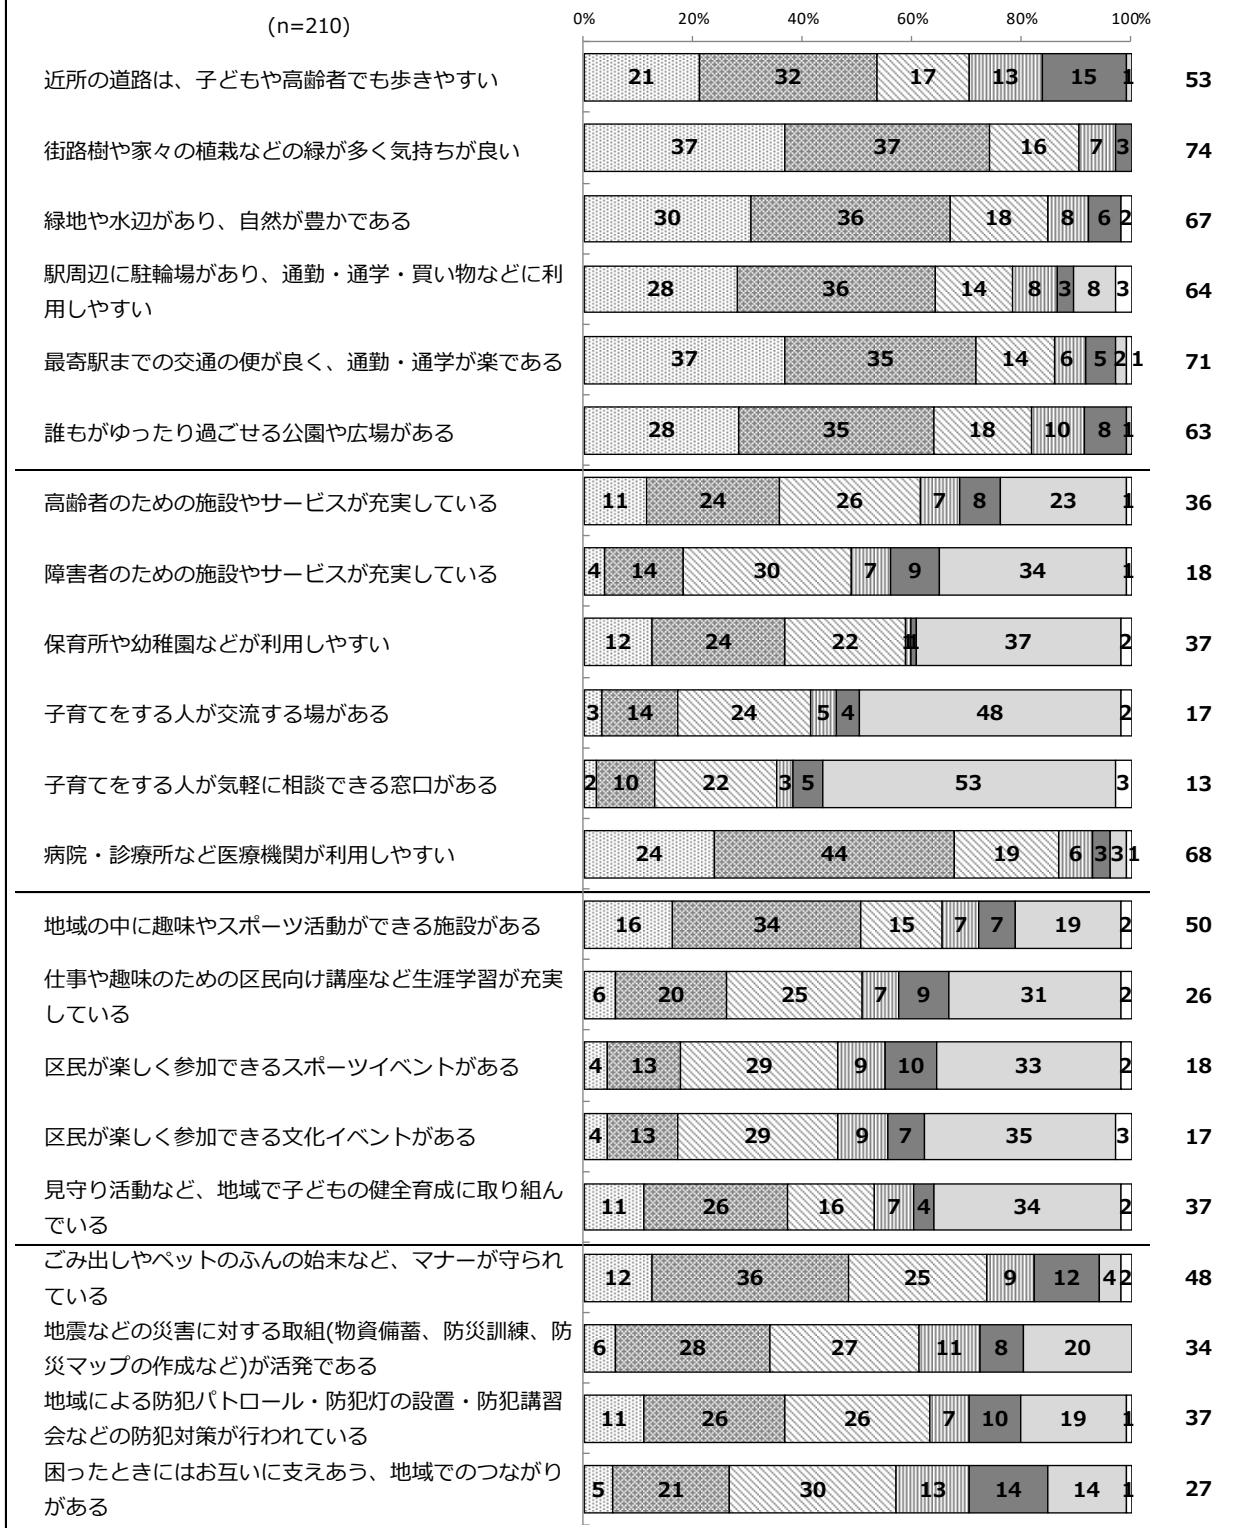 (n=210)
0% 20% 40% 60% 80% 100%
近所の道路は、子どもや高齢者でも歩きやすい 21 32 17 13 15 1 53
街路樹や家々の植栽などの緑が多く気持ちが良い 37 37 16 7 3 74
緑地や水辺があり、自然が豊かである 30 36 18 8 6 2 67
駅周辺に駐輪場があり、通勤・通学・買い物などに利
用しやすい 28 36 14 8 3 8 3 64
最寄駅までの交通の便が良く、通勤・通学が楽である 37 35 14 6 5 2 1 71
誰もがゆったり過ごせる公園や広場がある 28 35 18 10 8 1 63
高齢者のための施設やサービスが充実している 11 24 26 7 8 23 1 36
障害者のための施設やサービスが充実している 4 14 30 7 9 34 1 18
保育所や幼稚園などが利用しやすい 12 24 22 1 1 37 2 37
子育てをする人が交流する場がある 3 14 24 5 4 48 2 17
子育てをする人が気軽に相談できる窓口がある 2 10 22 3 5 53 3 13
病院・診療所など医療機関が利用しやすい 24 44 19 6 3 3 1 68
地域の中に趣味やスポーツ活動ができる施設がある 16 34 15 7 7 19 2 50
仕事や趣味のための区民向け講座など生涯学習が充実
している 6 20 25 7 9 31 2 26
区民が楽しく参加できるスポーツイベントがある 4 13 29 9 10 33 2 18
区民が楽しく参加できる文化イベントがある 4 13 29 9 7 35 3 17
見守り活動など、地域で子どもの健全育成に取り組ん
でいる 11 26 16 7 4 34 2 37
ごみ出しやペットのふんの始末など、マナーが守られ
ている 12 36 25 9 12 4 2 48
地震などの災害に対する取組(物資備蓄、防災訓練、防
災マップの作成など)が活発である 6 28 27 11 8 20 34
地域による防犯パトロール・防犯灯の設置・防犯講習
会などの防犯対策が行われている 11 26 26 7 10 19 1 37
困ったときにはお互いに支えあう、地域でのつながり
がある 5 21 30 13 14 14 1 27